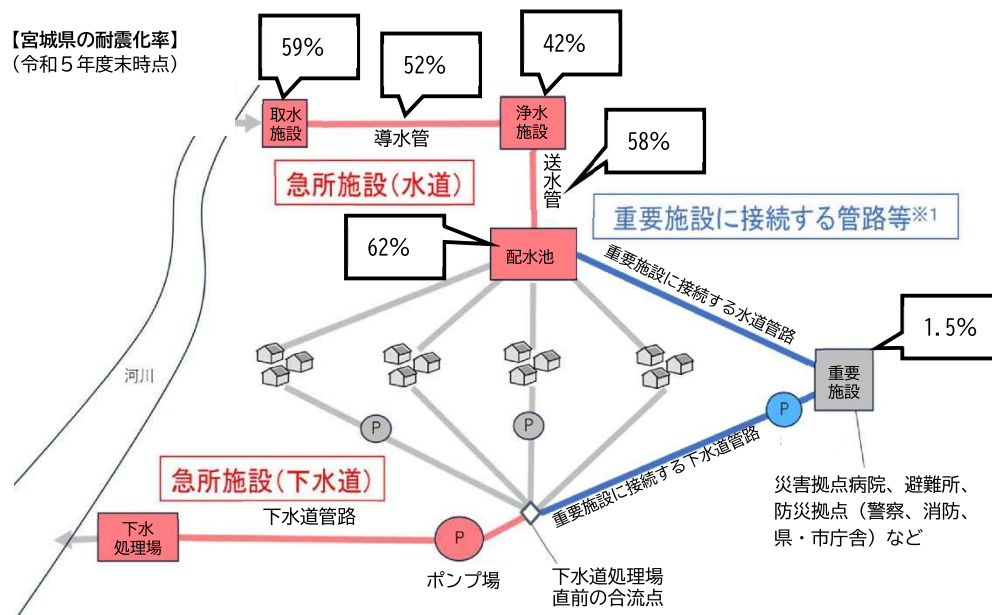 【宮城県の耐震化率】
（令和５年度末時点）
59%
52%
42%
取水
施設
導水管
浄水
施設
58%
送水管
急所施設（水道）
重要施設に接続する管路等※1
62%
配水池
重要施設に接続する水道管路
1.5%
河川
重要
施設
P
P
P
重要施設に接続する下水道管路
急所施設（下水道）
下水道管路
災害拠点病院、避難所、
防災拠点（警察、消防、
県・市庁舎）など
下水
処理場
P
ポンプ場
下水道処理場
直前の合流点